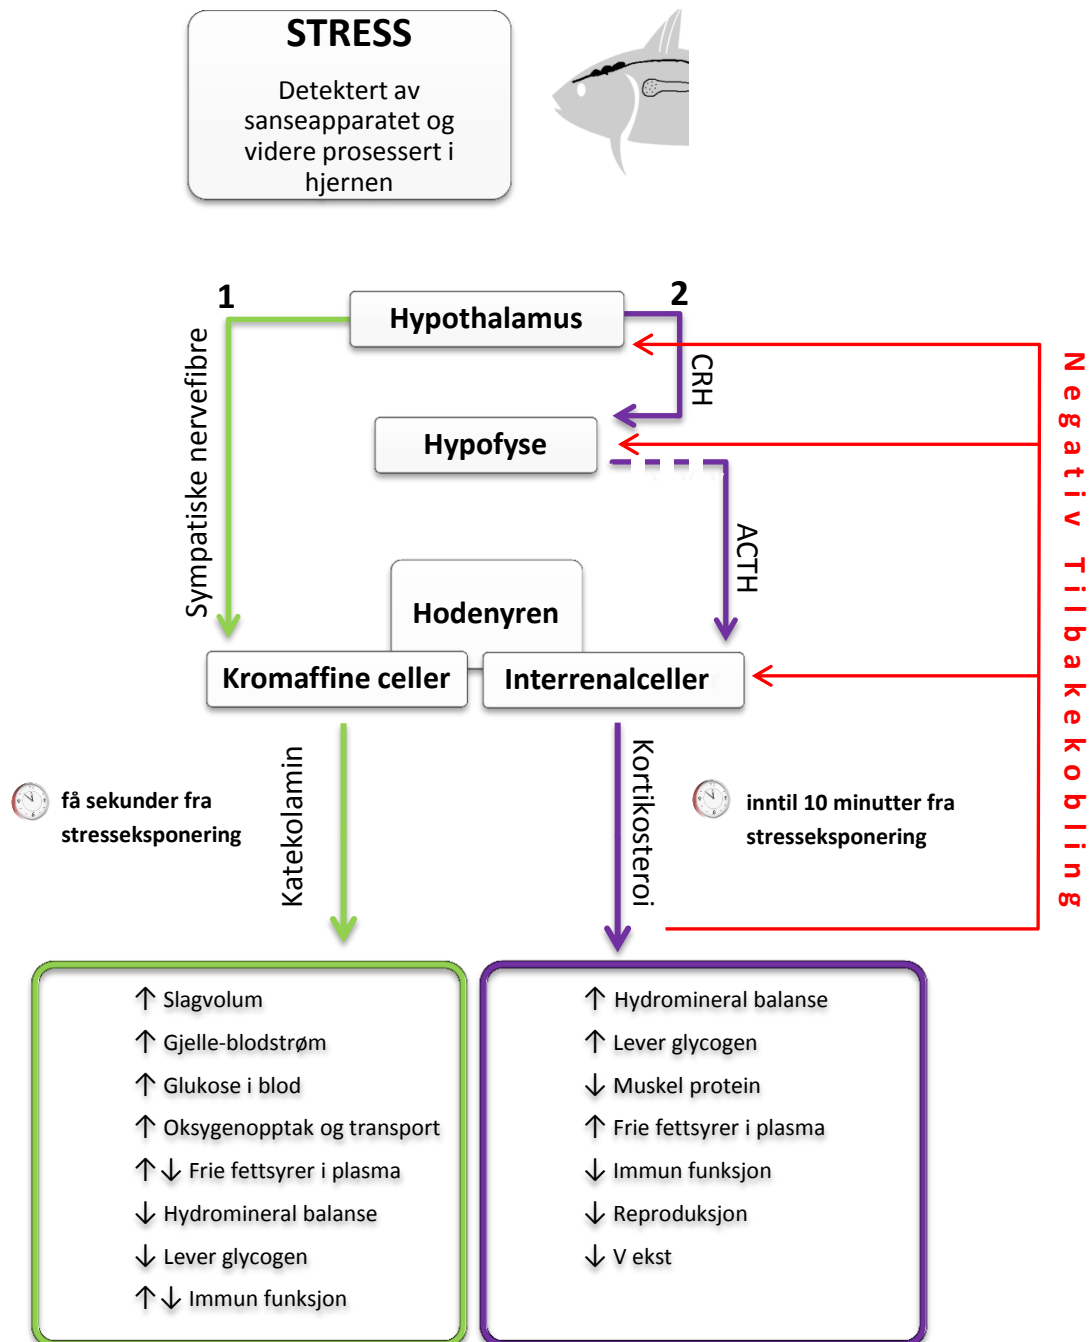 STRESS
Detektert av
sanseapparatet og
videre prosessert i
hjernen
1
2
Hypothalamus
Sympatiske nervefibre
CRH
Hypofyse
ACTH
Hodenyren
Kromaffine celler
Interrenalceller
Negativ Tilbakekobling
Katekolamin
Kortikosteroi
få sekunder fra
stresseksponering
inntil 10 minutter fra
stresseksponering
↑ Slagvolum
↑ Gjelle-blodstrøm
↑ Glukose i blod
↑ Oksygenopptak og transport
↑↓ Frie fettsyrer i plasma
↓ Hydromineral balanse
↓ Lever glycogen
↑↓ Immun funksjon
↑ Hydromineral balanse
↑ Lever glycogen
↓ Muskel protein
↑ Frie fettsyrer i plasma
↓ Immun funksjon
↓ Reproduksjon
↓ V ekst